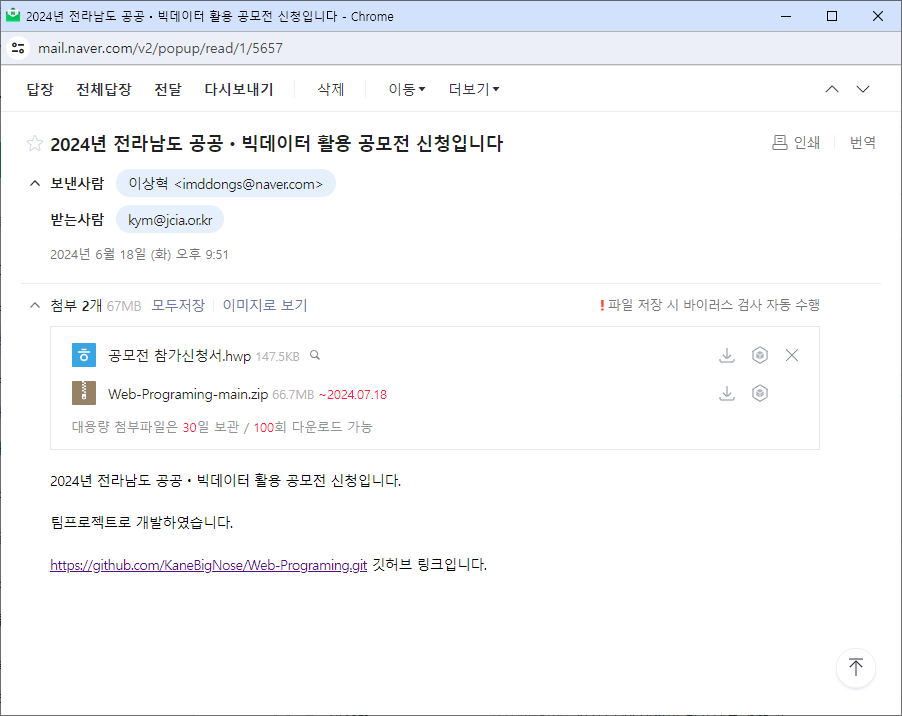 2024년 전라남도 공공・빅데이터 활용 공모전 신청입니다 - Chrome
mail.naver.com/v2/popup/read/1/5657
답장 전체답장 전달 다시보내기 삭제 이동 더보기
2024년 전라남도 공공・빅데이터 활용 공모전 신청입니다 인쇄 번역
보낸사람 이상혁 <imddongs@naver.com>
받는사람 kym@jcia.or.kr
2024년 6월 18일 (화) 오후 9:51
첨부 2개 67MB 모두저장 이미지로 보기 ! 파일 저장 시 바이러스 검사 자동 수행
ㅎ 공모전 참가신청서.hwp 147.5KB
Web-Programing-main.zip 66.7MB ~2024.07.18
대용량 첨부파일은 30일 보관 / 100회 다운로드 가능
2024년 전라남도 공공・빅데이터 활용 공모전 신청입니다.
팀프로젝트로 개발하였습니다.
https://github.com/KaneBigNose/Web-Programing.git 깃허브 링크입니다.